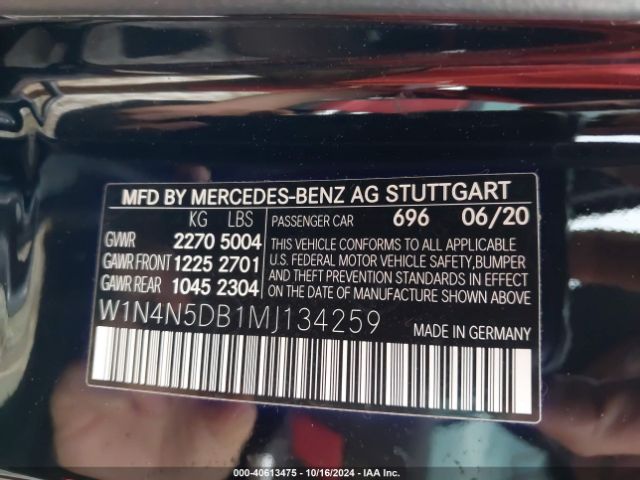 MFD BY MERCEDES-BENZ AG STUTTGART
KG LBS PASSENGER CAR 696 06/20
GVWR 2270 5004
GAWR FRONT 1225 2701
GAWR REAR 1045 2304
THIS VEHICLE CONFORMS TO ALL APPLICABLE
U.S. FEDERAL MOTOR VEHICLE SAFETY,BUMPER
AND THEFT PREVENTION STANDARDS IN EFFECT
ON THE DATE OF MANUFACTURE SHOWN ABOVE.
W1N4N5DB1MJ134259
MADE IN GERMANY
000-40613475 - 10/16/2024 - IAA Inc.